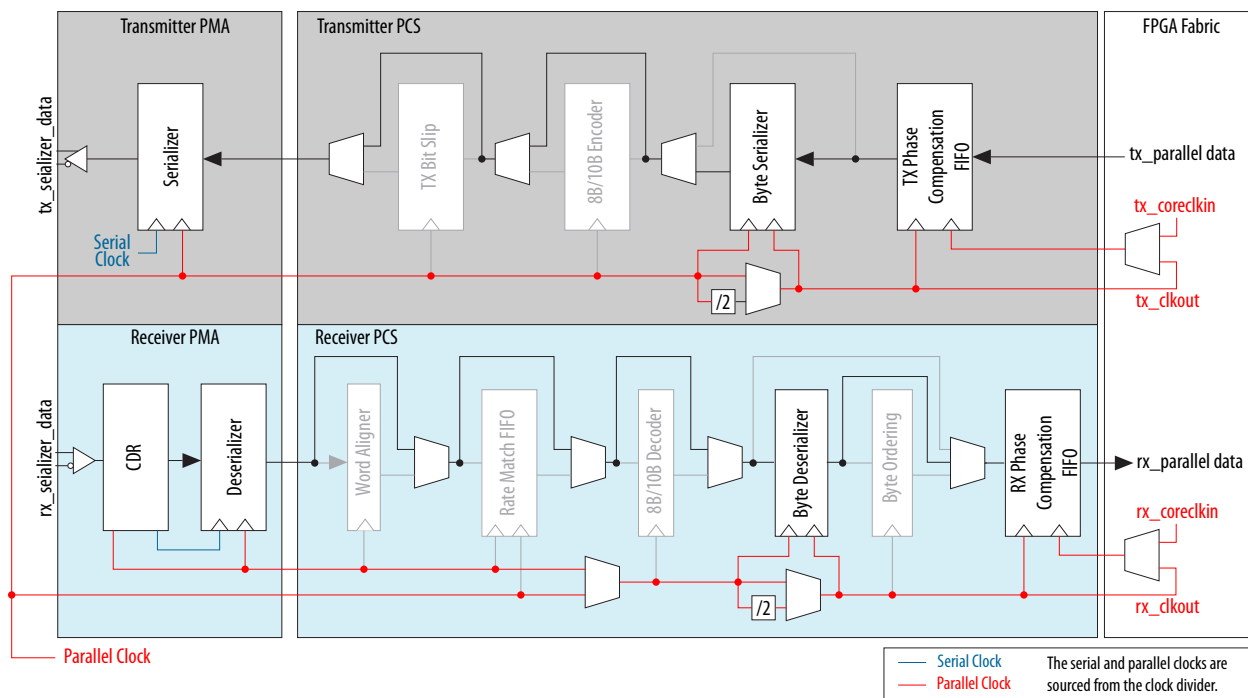 Transmitter PMA
Transmitter PCS
FPGA Fabric
tx_seializer_data
Serializer
TX Bit Slip
8B/10B Encoder
Byte Serializer
TX Phase
Compensation
FIFO
tx_parallel data
tx_coreclkin
Serial
Clock
/2
tx_clkout
Receiver PMA
Receiver PCS
rx_seializer_data
CDR
Deserializer
Word Aligner
Rate Match FIFO
8B/10B Decoder
Byte Deserializer
Byte Ordering
RX Phase
Compensation
FIFO
rx_parallel data
rx_coreclkin
/2
rx_clkout
Parallel Clock
Serial Clock
Parallel Clock
The serial and parallel clocks are
sourced from the clock divider.